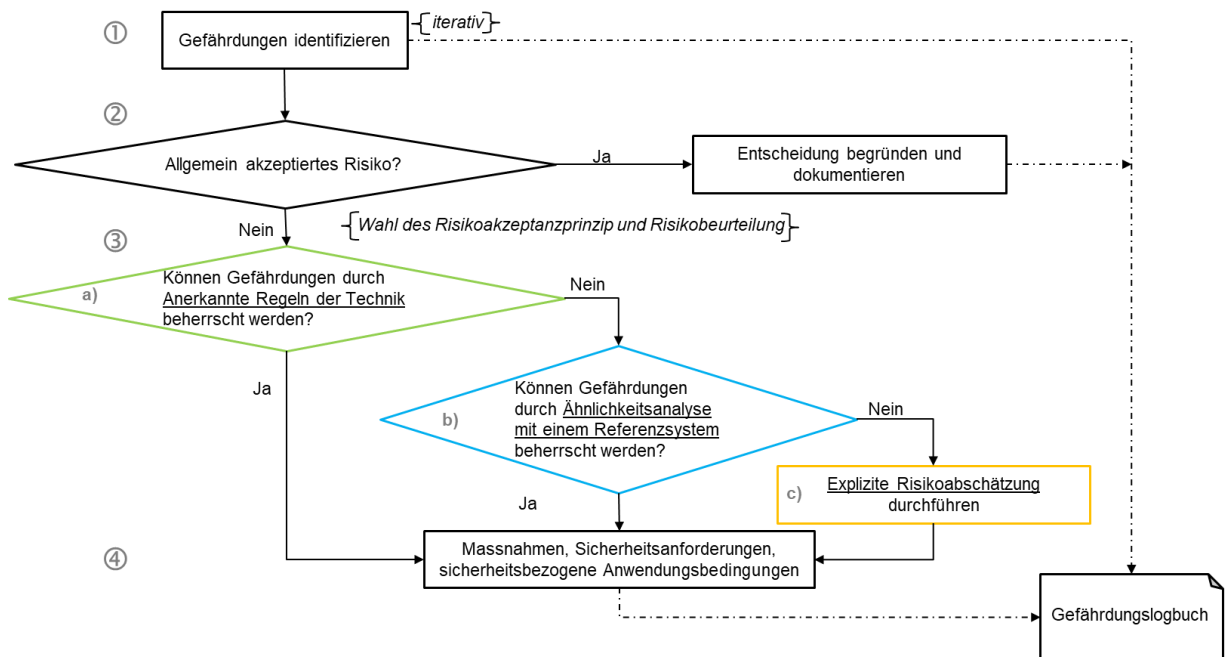 ①
Gefährdungen identifizieren
{ iterativ }
②
Allgemein akzeptiertes Risiko?
Ja
Entscheidung begründen und
dokumentieren
Nein
{Wahl des Risikoakzeptanzprinzip und Risikobeurteilung}
③
a)
Können Gefährdungen durch
Anerkannte Regeln der Technik
beherrscht werden?
Nein
Ja
b)
Können Gefährdungen
durch Ähnlichkeitsanalyse
mit einem Referenzsystem
beherrscht werden?
Nein
c)
Explizite Risikoabschätzung
durchführen
Ja
④
Massnahmen, Sicherheitsanforderungen,
sicherheitsbezogene Anwendungsbedingungen
Gefährdungslogbuch